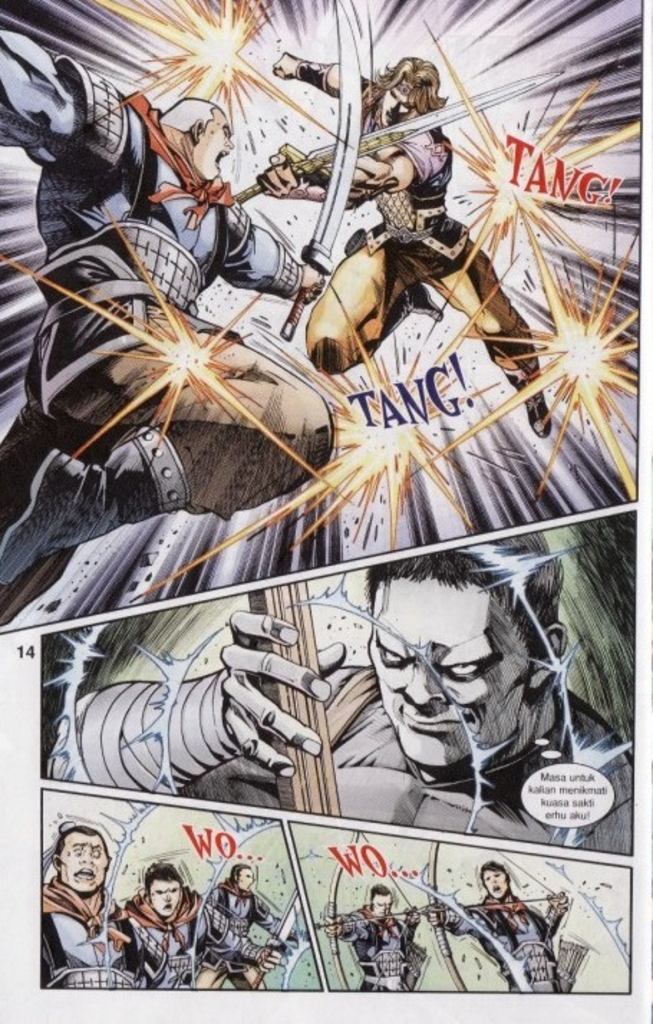 TANG!
TANG!
14
Masa untuk
kalian menikmati
kuasa sakti
erhu aku!
WO...
WO...